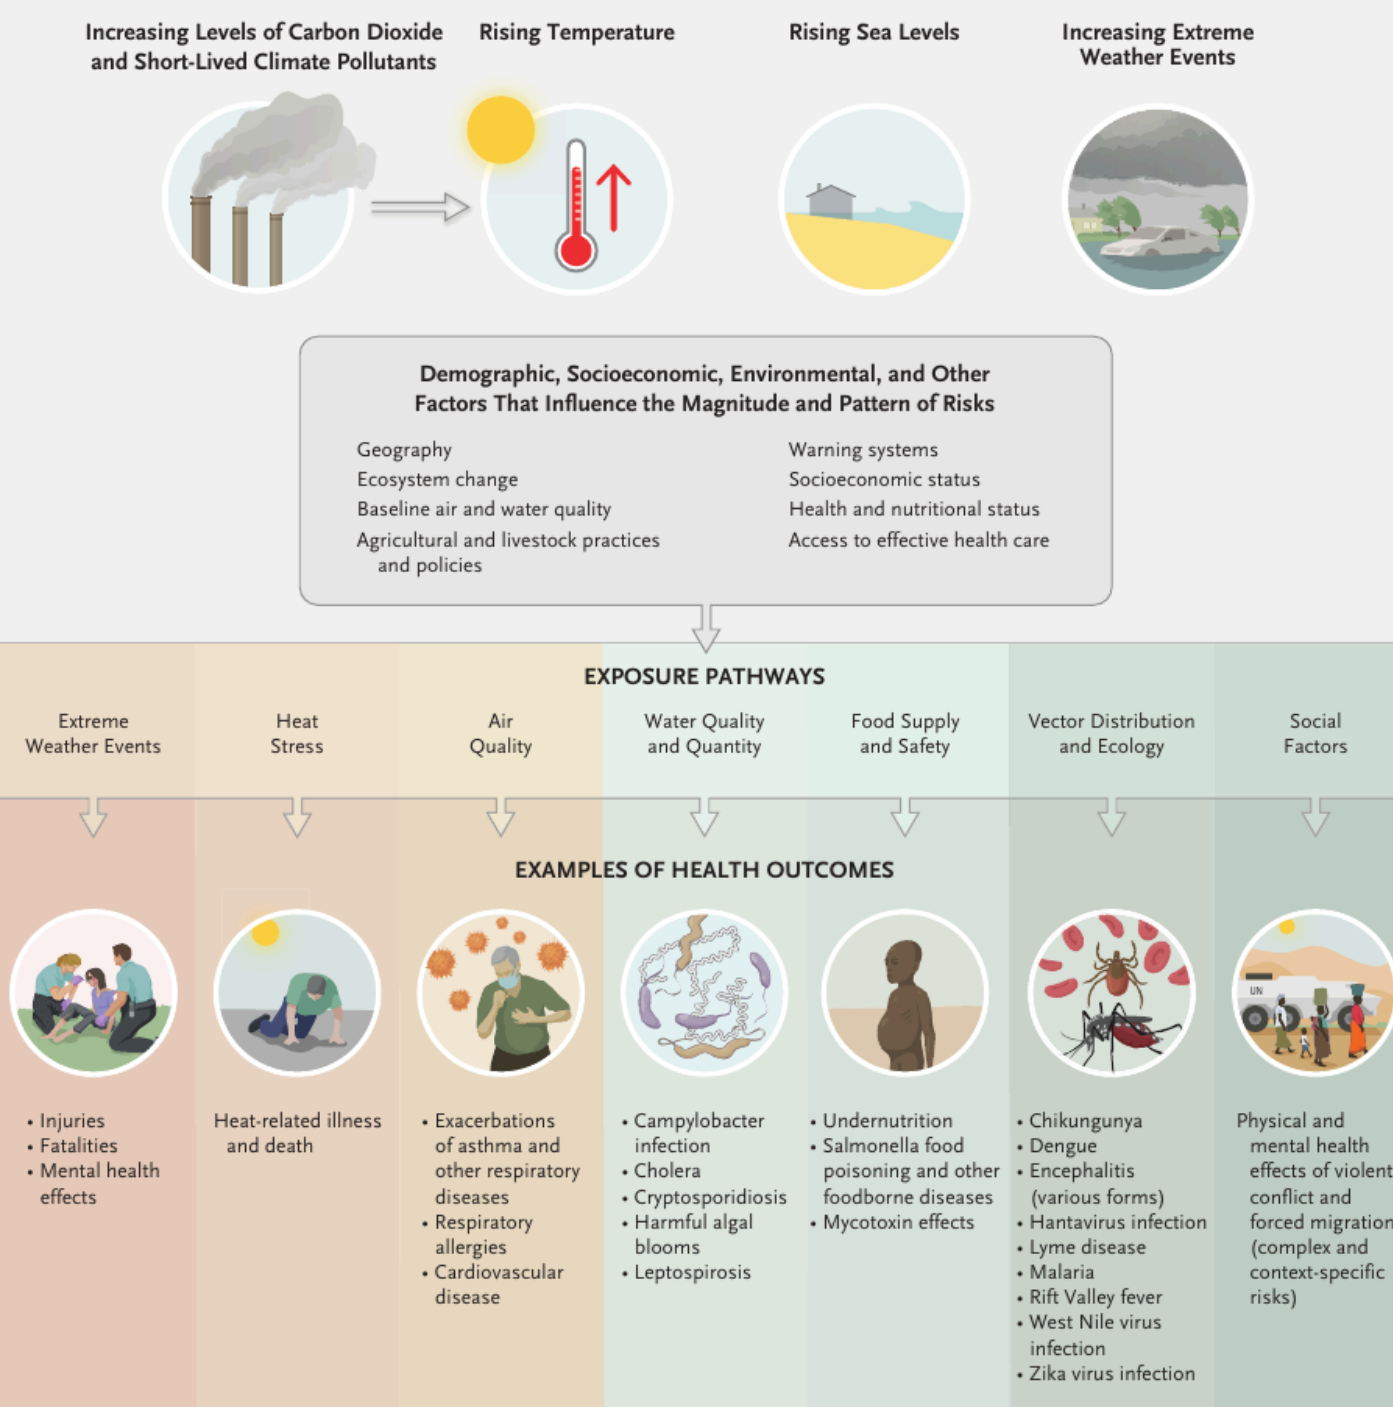 Increasing Levels of Carbon Dioxide
and Short-Lived Climate Pollutants
Rising Temperature
Rising Sea Levels
Increasing Extreme
Weather Events
Demographic, Socioeconomic, Environmental, and Other
Factors That Influence the Magnitude and Pattern of Risks
Geography
Ecosystem change
Baseline air and water quality
Agricultural and livestock practices
and policies
Warning systems
Socioeconomic status
Health and nutritional status
Access to effective health care
EXPOSURE PATHWAYS
Extreme
Weather Events
Heat
Stress
Air
Quality
Water Quality
and Quantity
Food Supply
and Safety
Vector Distribution
and Ecology
Social
Factors
EXAMPLES OF HEALTH OUTCOMES
UN
• Injuries
• Fatalities
• Mental health
effects
Heat-related illness
and death
• Exacerbations
of asthma and
other respiratory
diseases
• Respiratory
allergies
• Cardiovascular
disease
• Campylobacter
infection
• Cholera
• Cryptosporidiosis
• Harmful algal
blooms
• Leptospirosis
• Undernutrition
• Salmonella food
poisoning and other
foodborne diseases
• Mycotoxin effects
• Chikungunya
• Dengue
• Encephalitis
(various forms)
• Hantavirus infection
• Lyme disease
• Malaria
• Rift Valley fever
• West Nile virus
infection
• Zika virus infection
Physical and
mental health
effects of violent
conflict and
forced migration
(complex and
context-specific
risks)